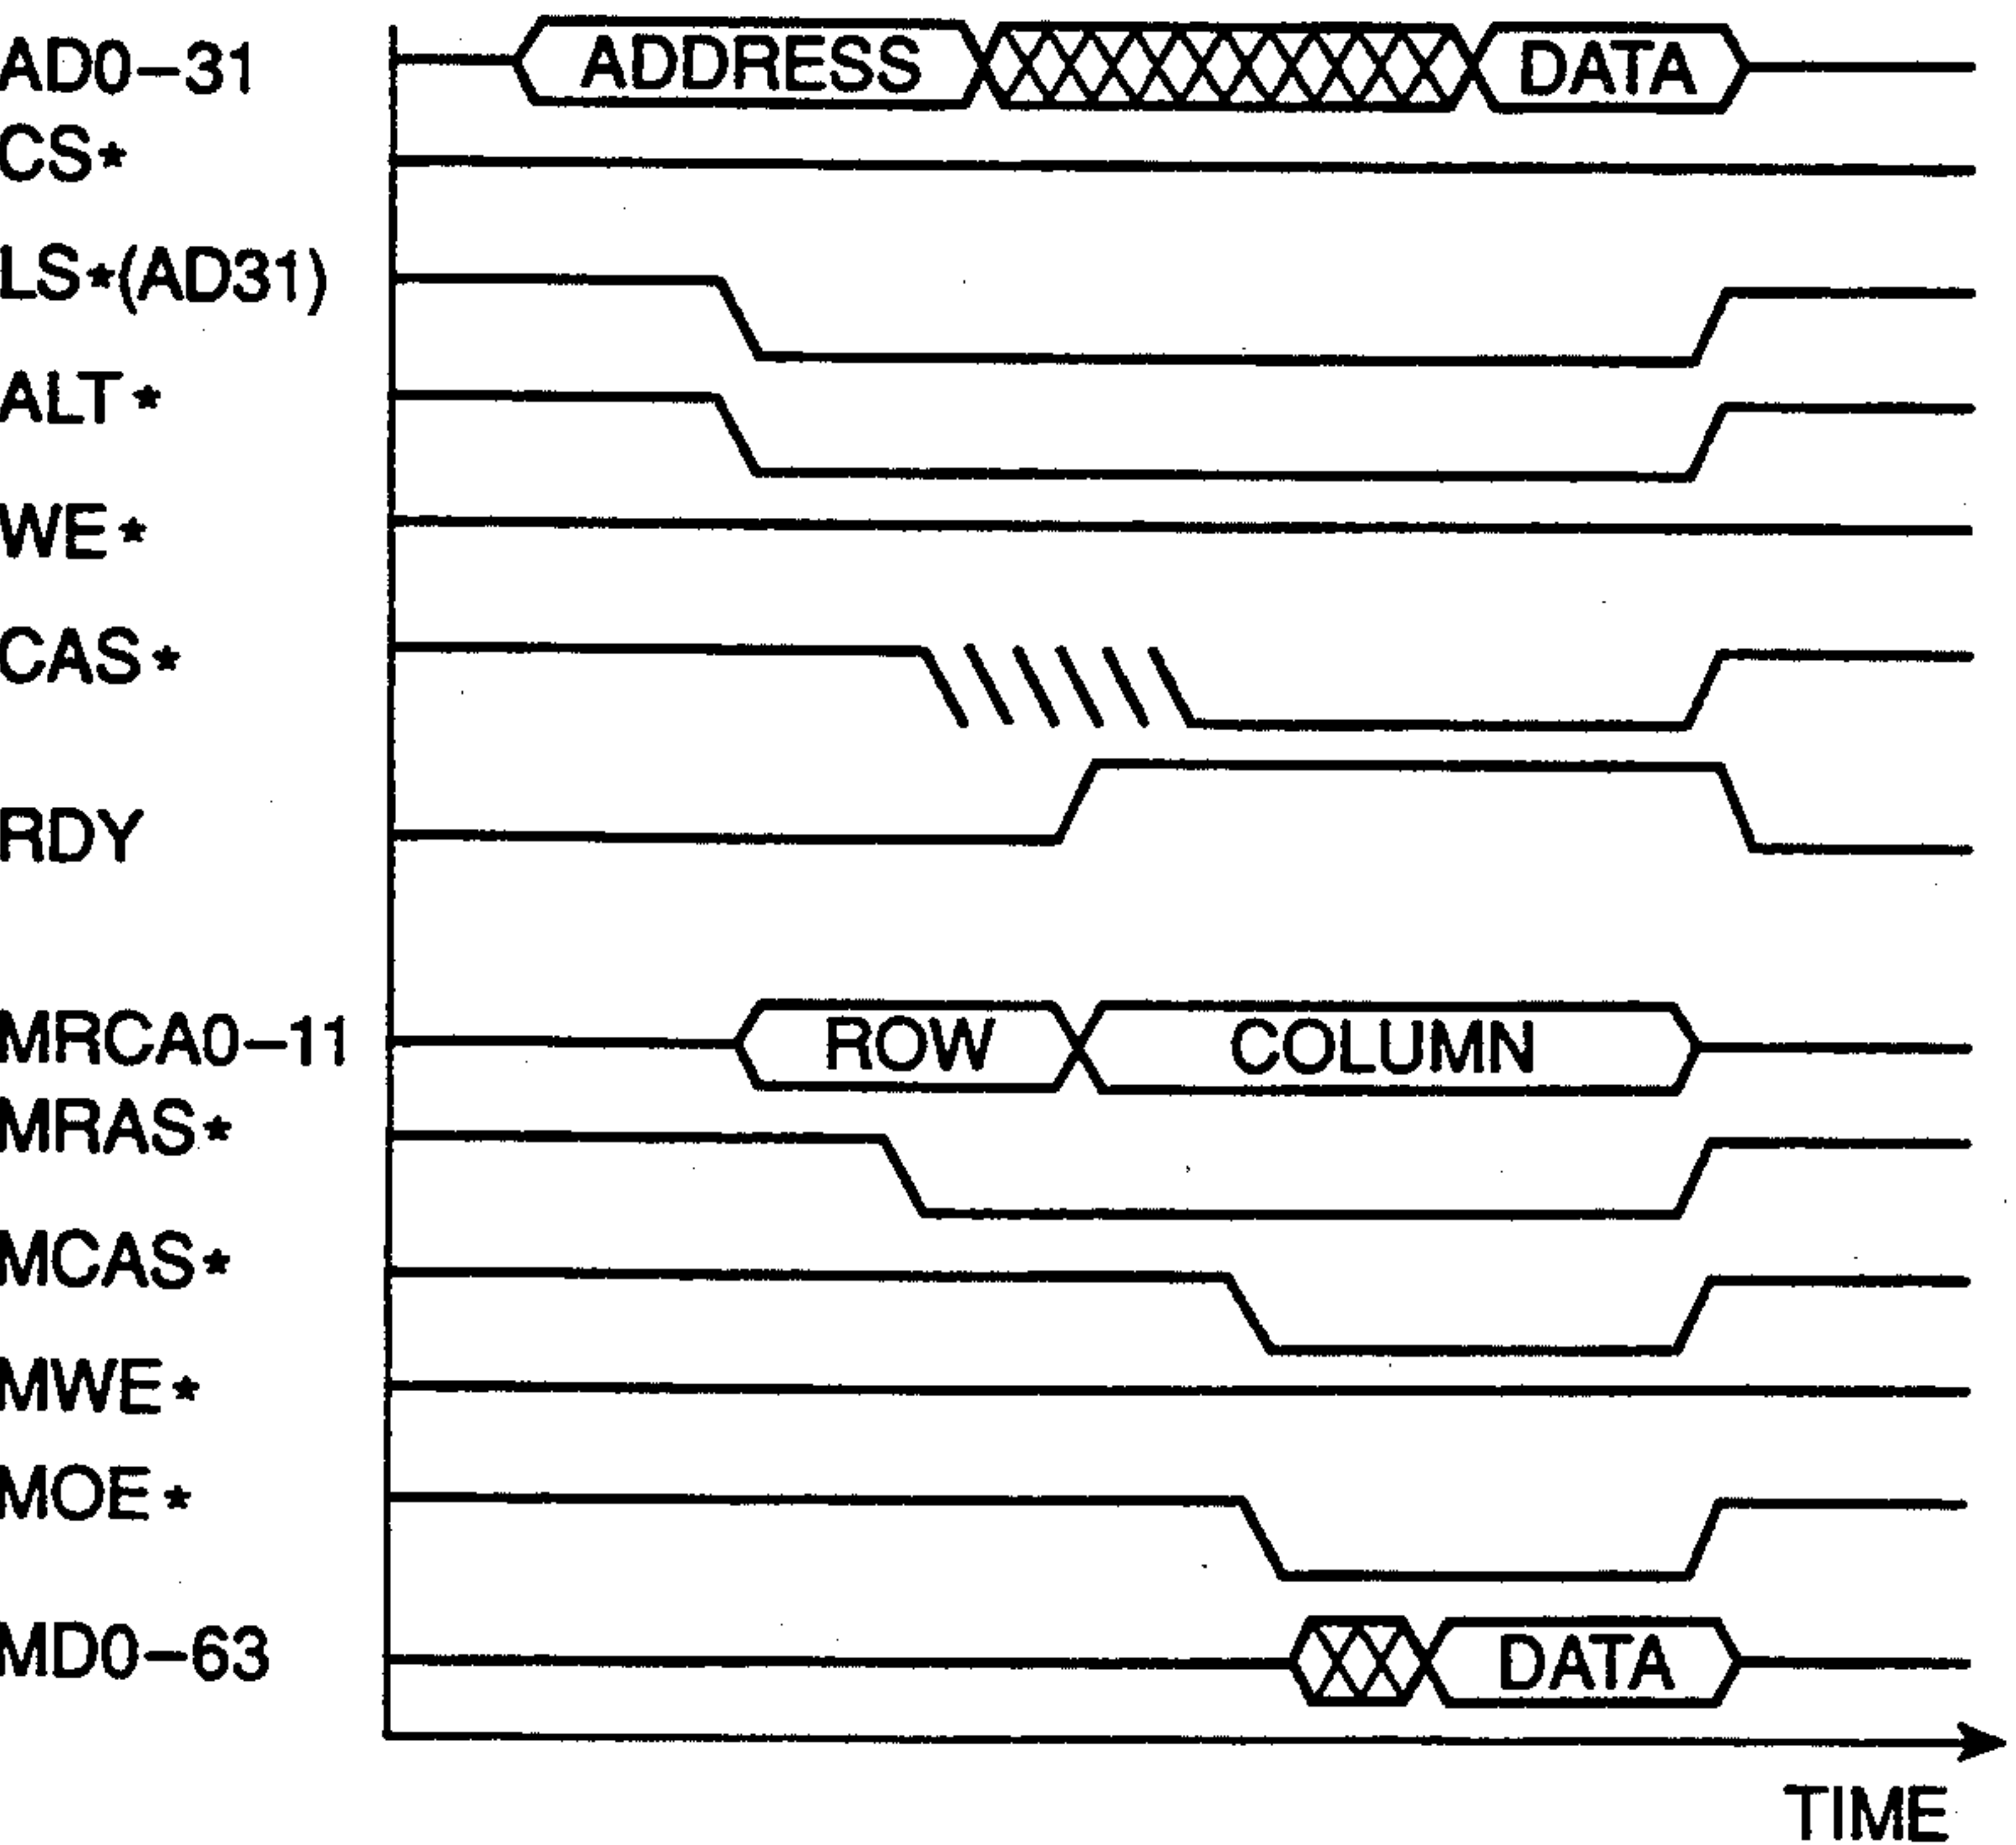 AD0-31 ADDRESS DATA
CS*
LS*(AD31)
ALT*
WE*
CAS*
RDY
MRCA0-11 ROW COLUMN
MRAS*
MCAS*
MWE*
MOE*
MD0-63 DATA
TIME